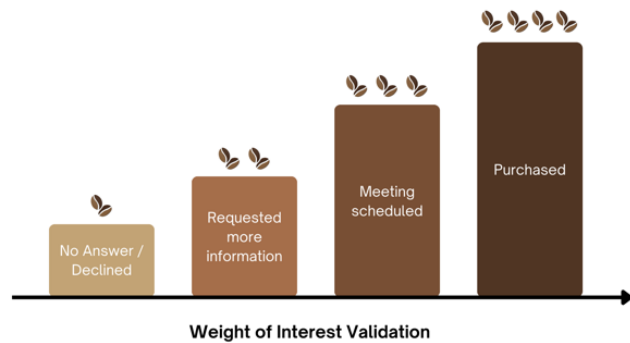 No Answer /
Declined
Requested
more
information
Meeting
scheduled
Purchased
Weight of Interest Validation